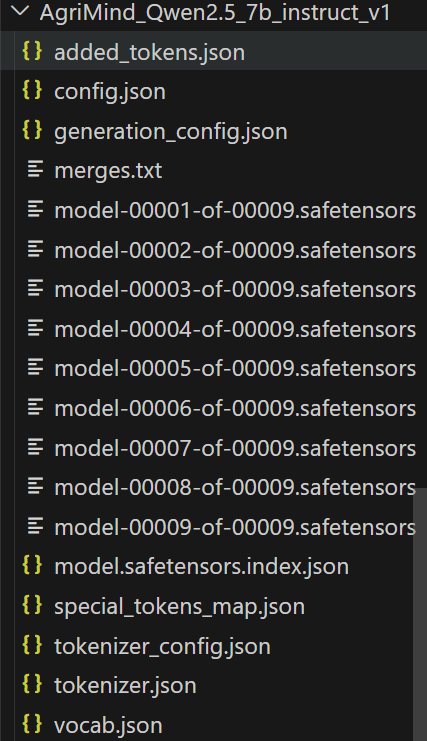 AgriMind_Qwen2.5_7b_instruct_v1
added_tokens.json
config.json
generation_config.json
merges.txt
model-00001-of-00009.safetensors
model-00002-of-00009.safetensors
model-00003-of-00009.safetensors
model-00004-of-00009.safetensors
model-00005-of-00009.safetensors
model-00006-of-00009.safetensors
model-00007-of-00009.safetensors
model-00008-of-00009.safetensors
model-00009-of-00009.safetensors
model.safetensors.index.json
special_tokens_map.json
tokenizer_config.json
tokenizer.json
vocab.json